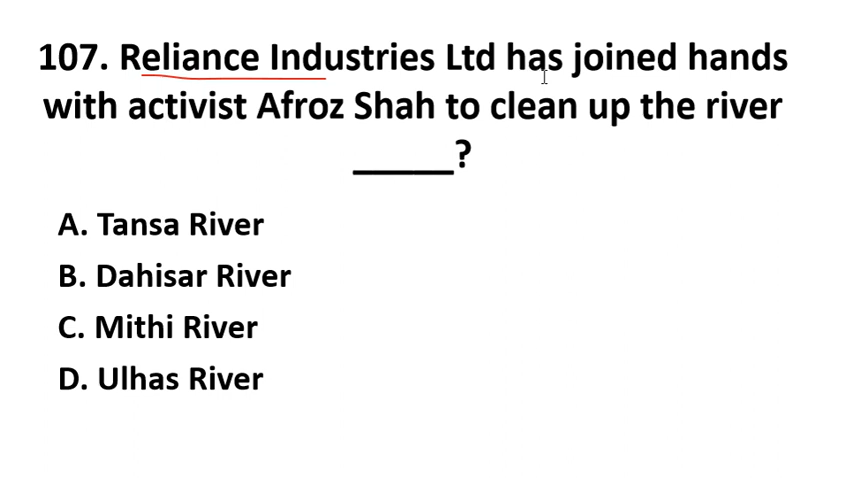 107. Reliance Industries Ltd has joined hands
with activist Afroz Shah to clean up the river
_____?
A. Tansa River
B. Dahisar River
C. Mithi River
D. Ulhas River